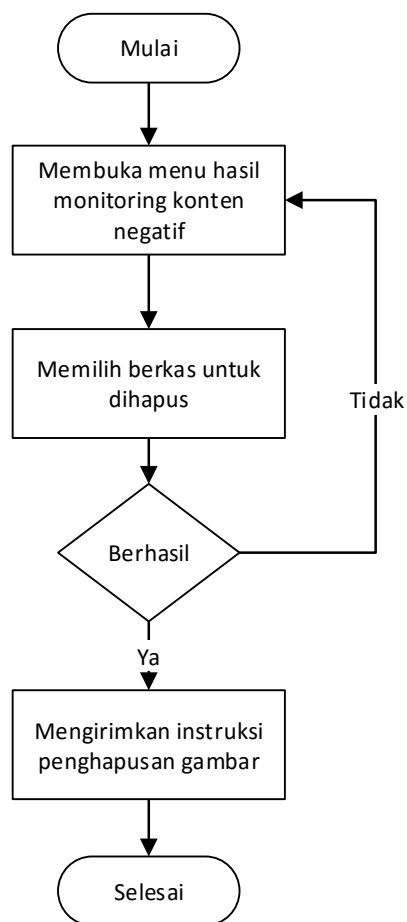 Mulai
Membuka menu hasil
monitoring konten
negatif
Memilih berkas untuk
dihapus
Tidak
Berhasil
Ya
Mengirimkan instruksi
penghapusan gambar
Selesai